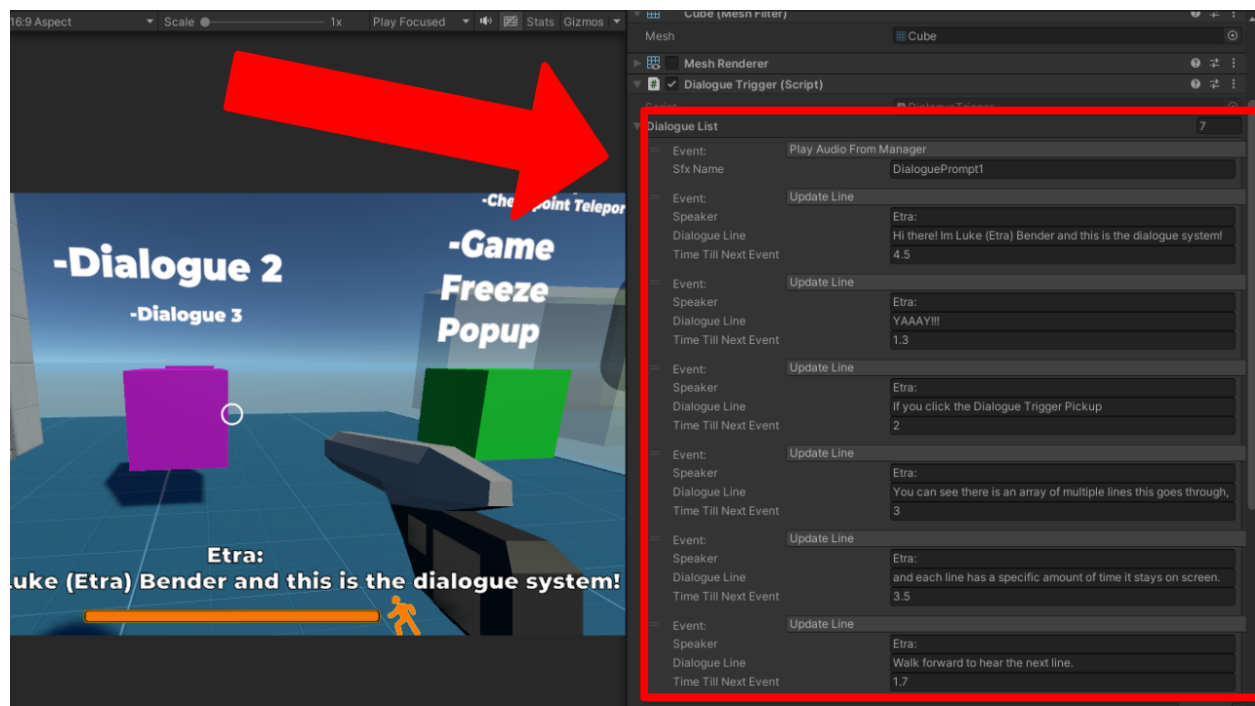 16:9 Aspect Scale 1x Play Focused Stats Gizmos
-Checkpoint Telepor
-Dialogue 2
-Dialogue 3
-Game
Freeze
Popup
Etra:
Luke (Etra) Bender and this is the dialogue system!
Cube (Mesh Filter)
Mesh Cube
Mesh Renderer
# Dialogue Trigger (Script)
Script DialogueTrigger
Dialogue List 7
Event: Play Audio From Manager
Sfx Name DialoguePrompt1
Event: Update Line
Speaker Etra:
Dialogue Line Hi there! Im Luke (Etra) Bender and this is the dialogue system!
Time Till Next Event 4.5
Event: Update Line
Speaker Etra:
Dialogue Line YAAAY!!!
Time Till Next Event 1.3
Event: Update Line
Speaker Etra:
Dialogue Line If you click the Dialogue Trigger Pickup
Time Till Next Event 2
Event: Update Line
Speaker Etra:
Dialogue Line You can see there is an array of multiple lines this goes through,
Time Till Next Event 3
Event: Update Line
Speaker Etra:
Dialogue Line and each line has a specific amount of time it stays on screen.
Time Till Next Event 3.5
Event: Update Line
Speaker Etra:
Dialogue Line Walk forward to hear the next line.
Time Till Next Event 1.7